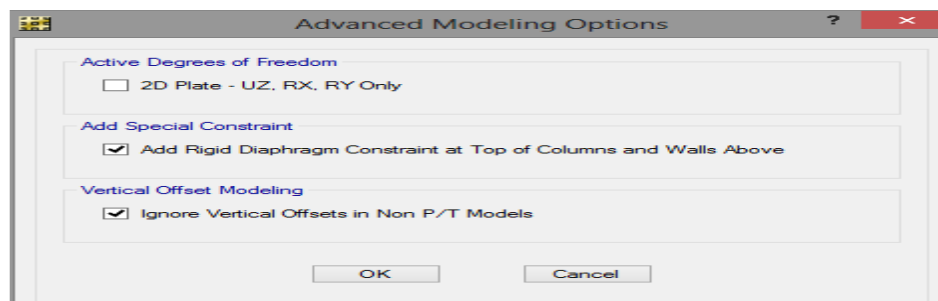 Advanced Modeling Options
?
Active Degrees of Freedom
2D Plate - UZ, RX, RY Only
Add Special Constraint
Add Rigid Diaphragm Constraint at Top of Columns and Walls Above
Vertical Offset Modeling
Ignore Vertical Offsets in Non P/T Models
OK Cancel